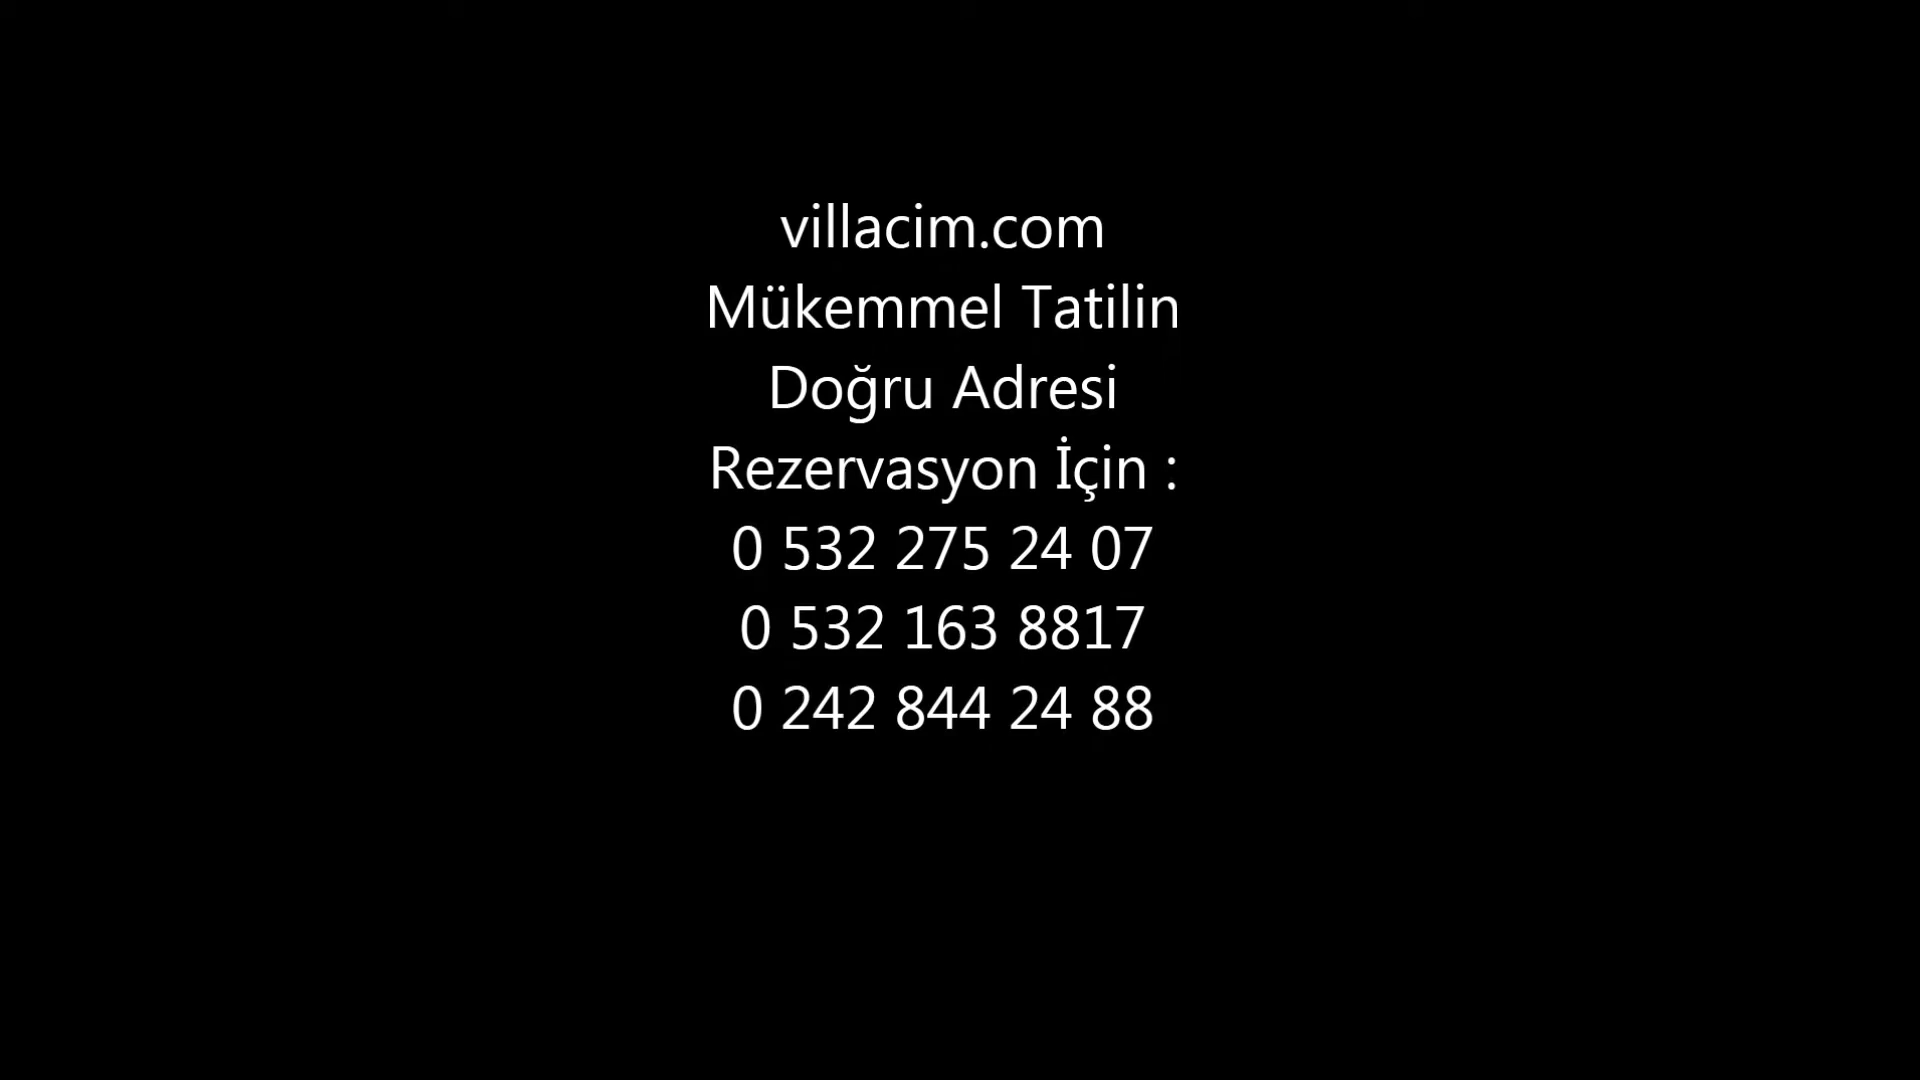 villacim.com
Mükemmel Tatilin
Doğru Adresi
Rezervasyon İçin :
0 532 275 24 07
0 532 163 8817
0 242 844 24 88